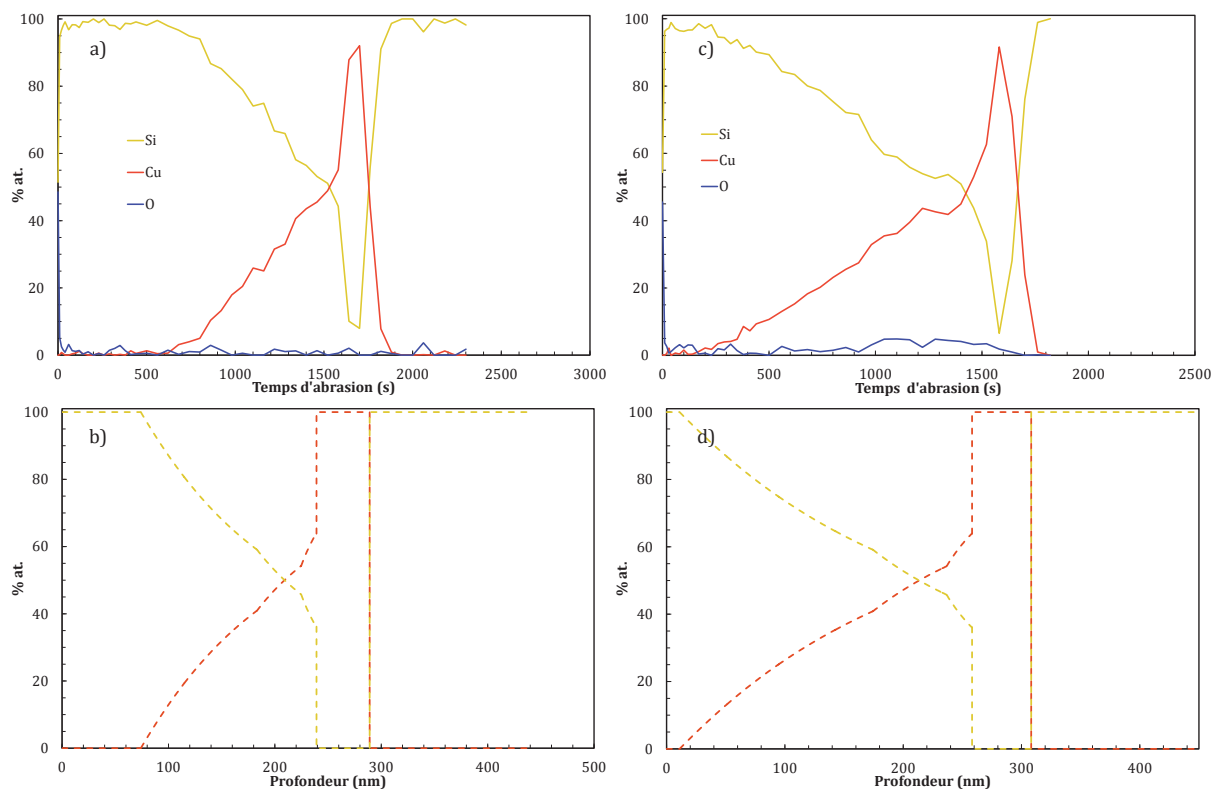 a)
100
80
60
40
20
0
% at.
Si
Cu
O
0 500 1000 1500 2000 2500 3000
Temps d'abrasion (s)
c)
100
80
60
40
20
0
% at.
Si
Cu
O
0 500 1000 1500 2000 2500
Temps d'abrasion (s)
b)
100
80
60
40
20
0
% at.
0 100 200 300 400 500
Profondeur (nm)
d)
100
80
60
40
20
0
% at.
0 100 200 300 400
Profondeur (nm)